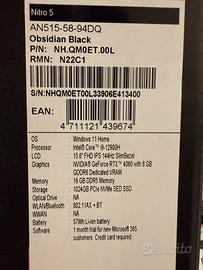 Nitro 5
AN515-58-94DQ
Obsidian Black
P/N: NH.QM0ET.00L
RMN: N22C1
S/N:NHQM0ET00L33906E413400
EAN:
4 711121 439674
OS: Windows 11 Home
Processor: Intel® Core™ i9-12900H
LCD: 15.6" FHD IPS 144Hz SlimBezel
Graphics: NVIDIA® GeForce RTX™ 4060 with 8 GB
GDDR6 Dedicated VRAM
Memory: 16 GB DDR5 Memory
Storage: 1024GB PCIe NVMe SED SSD
Optical Drive: NA
WLAN/Bluetooth: 802.11AX + BT
WWAN: NA
Battery: 57Wh Li-ion battery
Software: 1 month trial for new Microsoft 365
customers. Credit card required.
subito